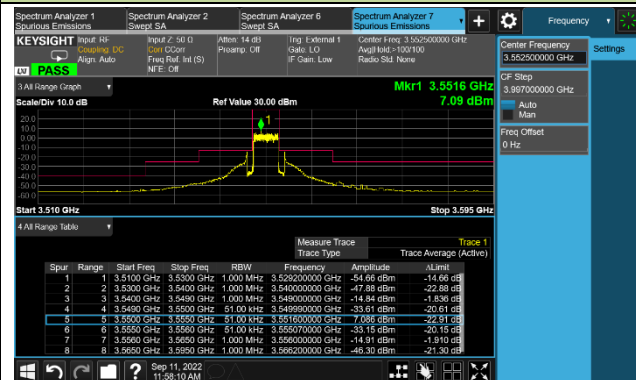 Spectrum Analyzer 1
Spurious Emissions
Spectrum Analyzer 2
Swept SA
Spectrum Analyzer 6
Swept SA
Spectrum Analyzer 7
Spurious Emissions
Frequency
KEYSIGHT
Input: RF
Coupling: DC
Align: Auto
Input Z: 50 Ω
Corr CCorr
Freq Ref: Int (S)
NFE: Off
Atten: 14 dB
Preamp: Off
Trig: External 1
Gate: LO
IF Gain: Low
Center Freq: 3.552500000 GHz
Avg|Hold:>100/100
Radio Std: None
LXI PASS
Center Frequency
3.552500000 GHz
Settings
CF Step
3.997000000 GHz
Auto
Man
Freq Offset
0 Hz
3 All Range Graph
Mkr1 3.5516 GHz
Scale/Div 10.0 dB
Ref Value 30.00 dBm
7.09 dBm
20.0
10.0
0.00
-10.0
-20.0
-30.0
-40.0
-50.0
-60.0
1
Start 3.510 GHz
Stop 3.595 GHz
4 All Range Table
Measure Trace Trace 1
Trace Type Trace Average (Active)
Spur Range Start Freq Stop Freq RBW Frequency Amplitude ΔLimit
1 1 3.5100 GHz 3.5300 GHz 1.000 MHz 3.529200000 GHz -54.66 dBm -14.66 dB
2 2 3.5300 GHz 3.5400 GHz 1.000 MHz 3.540000000 GHz -47.88 dBm -22.88 dB
3 3 3.5400 GHz 3.5490 GHz 1.000 MHz 3.549000000 GHz -14.84 dBm -1.836 dB
4 4 3.5490 GHz 3.5500 GHz 51.00 kHz 3.549990000 GHz -33.61 dBm -20.61 dB
5 5 3.5500 GHz 3.5550 GHz 51.00 kHz 3.551600000 GHz 7.086 dBm -22.91 dB
6 6 3.5550 GHz 3.5560 GHz 51.00 kHz 3.555070000 GHz -33.15 dBm -20.15 dB
7 7 3.5560 GHz 3.5650 GHz 1.000 MHz 3.556000000 GHz -14.91 dBm -1.910 dB
8 8 3.5650 GHz 3.5950 GHz 1.000 MHz 3.566200000 GHz -46.30 dBm -21.30 dB
Sep 11, 2022
11:58:10 AM